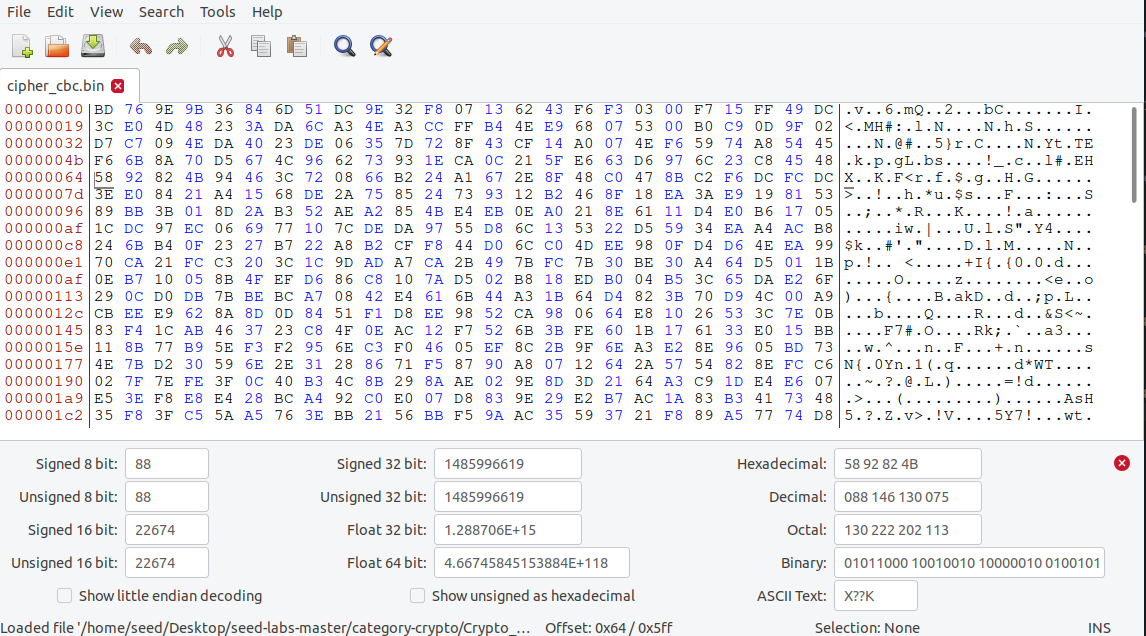 File Edit View Search Tools Help
cipher_cbc.bin
00000000 BD 76 9E 9B 36 84 6D 51 DC 9E 32 F8 07 13 62 43 F6 F3 03 00 F7 15 FF 49 DC .v..6.mQ..2...bC.......I.
00000019 3C E0 4D 48 23 3A DA 6C A3 4E A3 CC FF B4 4E E9 68 07 53 00 B0 C9 0D 9F 02 <.MH#:.l.N....N.h.S......
00000032 D7 C7 09 4E DA 40 23 DE 06 35 7D 72 8F 43 CF 14 A0 07 4E F6 59 74 A8 54 45 ...N.@#..5}r.C....N.Yt.TE
0000004b F6 6B 8A 70 D5 67 4C 96 62 73 93 1E CA 0C 21 5F E6 63 D6 97 6C 23 C8 45 48 .k.p.gL.bs....!_.c..l#.EH
00000064 58 92 82 4B 94 46 3C 72 08 66 B2 24 A1 67 2E 8F 48 C0 47 8B C2 F6 DC FC DC X..K.F<r.f.$.g..H.G......
0000007d 3E E0 84 21 A4 15 68 DE 2A 75 85 24 73 93 12 B2 46 8F 18 EA 3A E9 19 81 53 >..!..h.*u.$s...F...:...S
00000096 89 BB 3B 01 8D 2A B3 52 AE A2 85 4B E4 EB 0E A0 21 8E 61 11 D4 E0 B6 17 05 ..;..*.R...K....!.a......
000000af 1C DC 97 EC 06 69 77 10 7C DE DA 97 55 D8 6C 13 53 22 D5 59 34 EA A4 AC B8 .....iw.|...U.l.S".Y4....
000000c8 24 6B B4 0F 23 27 B7 22 A8 B2 CF F8 44 D0 6C C0 4D EE 98 0F D4 D6 4E EA 99 $k..#'."....D.l.M.....N..
000000e1 70 CA 21 FC C3 20 3C 1C 9D AD A7 CA 2B 49 7B FC 7B 30 BE 30 A4 64 D5 01 1B p.!.. <.....+I{.{0.0.d...
000000fa 0E B7 10 05 8B 4F EF D6 86 C8 10 7A D5 02 B8 18 ED B0 04 B5 3C 65 DA E2 6F .....O.....z........<e..o
00000113 29 0C D0 DB 7B BE BC A7 08 42 E4 61 6B 44 A3 1B 64 D4 82 3B 70 D9 4C 00 A9 )...{....B.akD..d..;p.L..
0000012c CB EE E9 62 8A 8D 0D 84 51 F1 D8 EE 98 52 CA 98 06 64 E8 10 26 53 3C 7E 0B ...b....Q....R...d..&S<~.
00000145 83 F4 1C AB 46 37 23 C8 4F 0E AC 12 F7 52 6B 3B FE 60 1B 17 61 33 E0 15 BB ....F7#.O....Rk;.`..a3...
0000015e 11 8B 77 B9 5E F3 F2 95 6E C3 F0 46 05 EF 8C 2B 9F 6E A3 E2 8E 96 05 BD 73 ..w.^...n..F...+.n......s
00000177 4E 7B D2 30 59 6E 2E 31 28 86 71 F5 87 90 A8 07 12 64 2A 57 54 82 8E FC C6 N{.0Yn.1(.q......d*WT....
00000190 02 7F 7E FE 3F 0C 40 B3 4C 8B 29 8A AE 02 9E 8D 3D 21 64 A3 C9 1D E4 E6 07 ..~.?.@.L.).....=!d......
000001a9 E5 3E F8 E8 E4 28 BC A4 92 C0 E0 07 D8 83 9E 29 E2 B7 AC 1A 83 B3 41 73 48 .>...(.........)......AsH
000001c2 35 F8 3F C5 5A A5 76 3E BB 21 56 BB F5 9A AC 35 59 37 21 F8 89 A5 77 74 D8 5.?.Z.v>.!V....5Y7!...wt.
Signed 8 bit: 88 Signed 32 bit: 1485996619 Hexadecimal: 58 92 82 4B
Unsigned 8 bit: 88 Unsigned 32 bit: 1485996619 Decimal: 088 146 130 075
Signed 16 bit: 22674 Float 32 bit: 1.288706E+15 Octal: 130 222 202 113
Unsigned 16 bit: 22674 Float 64 bit: 4.66745845153884E+118 Binary: 01011000 10010010 10000010 0100101
Show little endian decoding Show unsigned as hexadecimal ASCII Text: X??K
Loaded file '/home/seed/Desktop/seed-labs-master/category-crypto/Crypto_... Offset: 0x64 / 0x5ff Selection: None INS